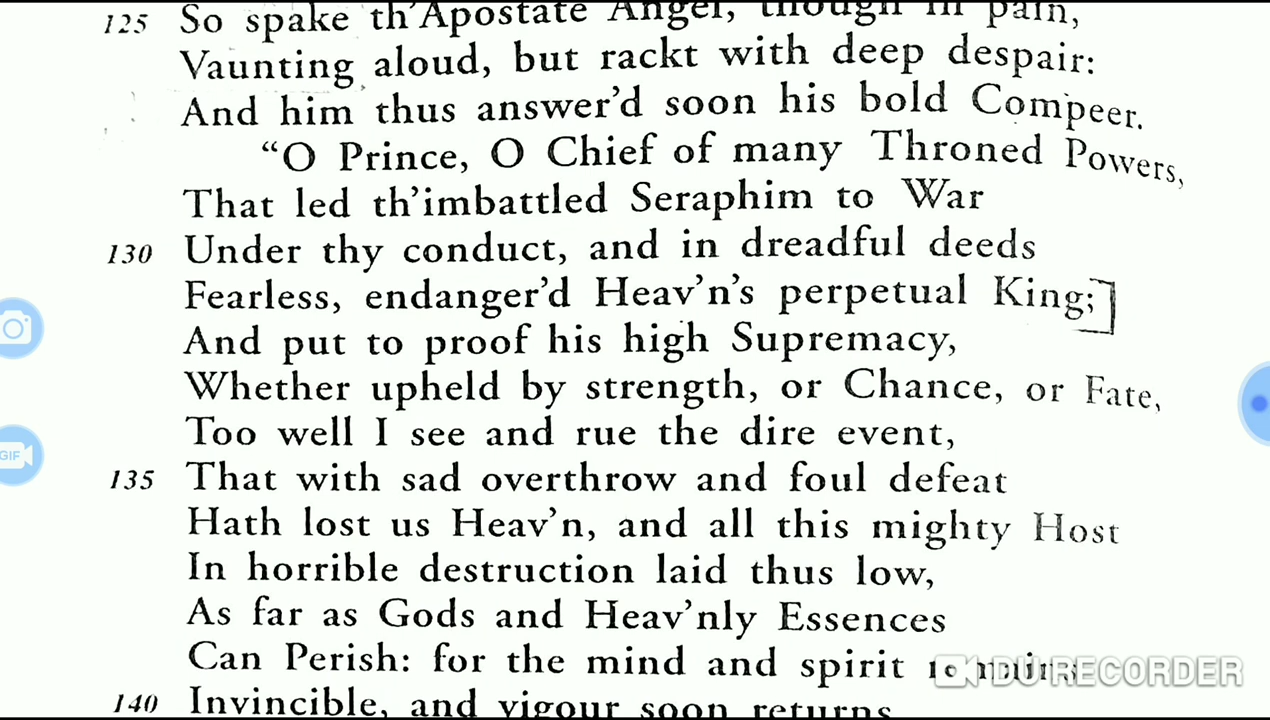 125 So spake th'Apostate Angel, though in pain,
Vaunting aloud, but rackt with deep despair:
And him thus answer'd soon his bold Compeer.
"O Prince, O Chief of many Throned Powers,
That led th'imbattled Seraphim to War
130 Under thy conduct, and in dreadful deeds
Fearless, endanger'd Heav'n's perpetual King;
And put to proof his high Supremacy,
Whether upheld by strength, or Chance, or Fate,
Too well I see and rue the dire event,
135 That with sad overthrow and foul defeat
Hath lost us Heav'n, and all this mighty Host
In horrible destruction laid thus low,
As far as Gods and Heav'nly Essences
Can Perish: for the mind and spirit remains
140 Invincible, and vigour soon returns
GIF
DU RECORDER